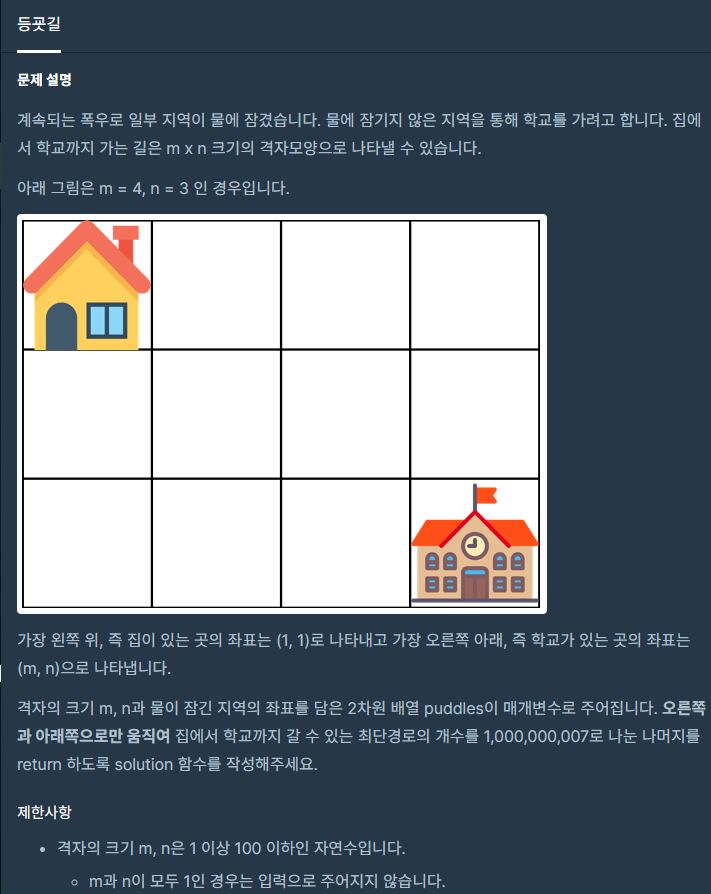 등굣길
문제 설명
계속되는 폭우로 일부 지역이 물에 잠겼습니다. 물에 잠기지 않은 지역을 통해 학교를 가려고 합니다. 집에
서 학교까지 가는 길은 m x n 크기의 격자모양으로 나타낼 수 있습니다.
아래 그림은 m = 4, n = 3 인 경우입니다.
가장 왼쪽 위, 즉 집이 있는 곳의 좌표는 (1, 1)로 나타내고 가장 오른쪽 아래, 즉 학교가 있는 곳의 좌표는
(m, n)으로 나타냅니다.
격자의 크기 m, n과 물이 잠긴 지역의 좌표를 담은 2차원 배열 puddles이 매개변수로 주어집니다. 오른쪽
과 아래쪽으로만 움직여 집에서 학교까지 갈 수 있는 최단경로의 개수를 1,000,000,007로 나눈 나머지를
return 하도록 solution 함수를 작성해주세요.
제한사항
• 격자의 크기 m, n은 1 이상 100 이하인 자연수입니다.
◦ m과 n이 모두 1인 경우는 입력으로 주어지지 않습니다.